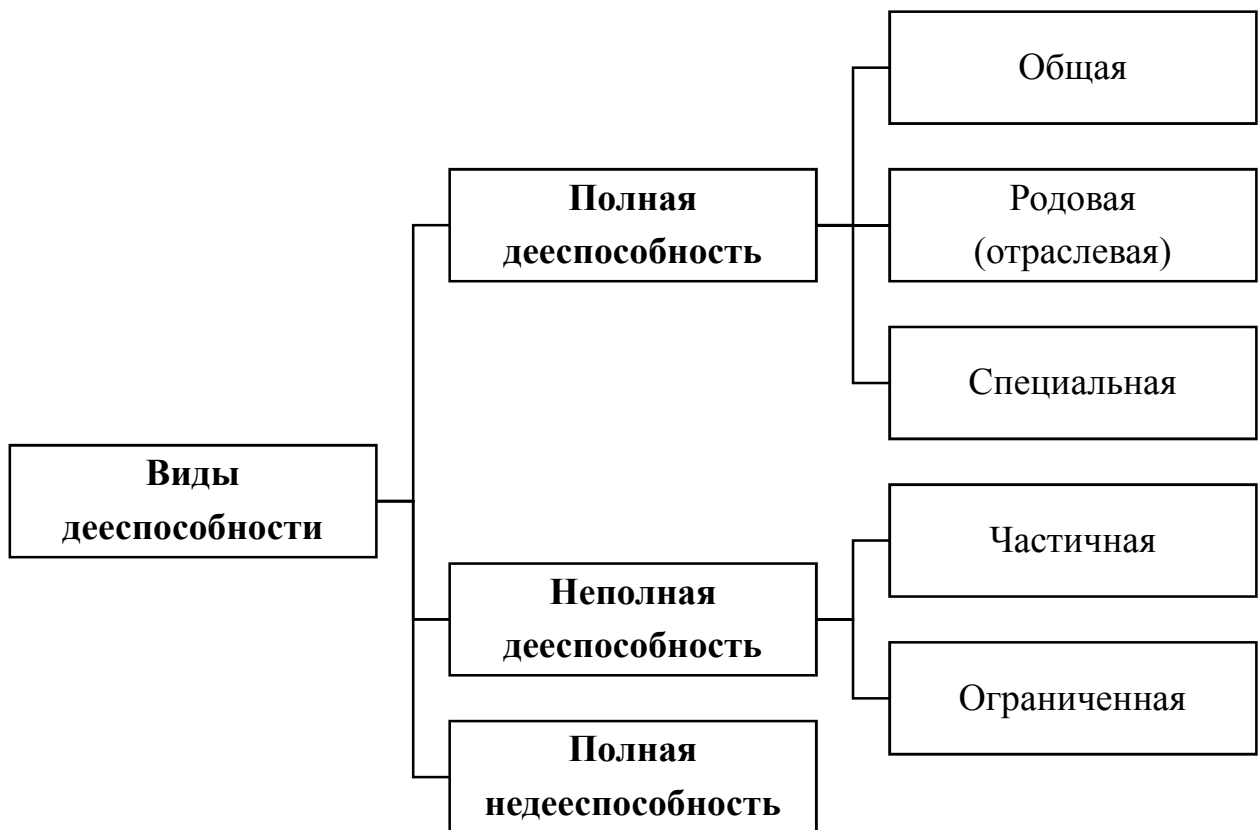 Виды
дееспособности
Полная
дееспособность
Общая
Родовая
(отраслевая)
Специальная
Неполная
дееспособность
Частичная
Ограниченная
Полная
недееспособность